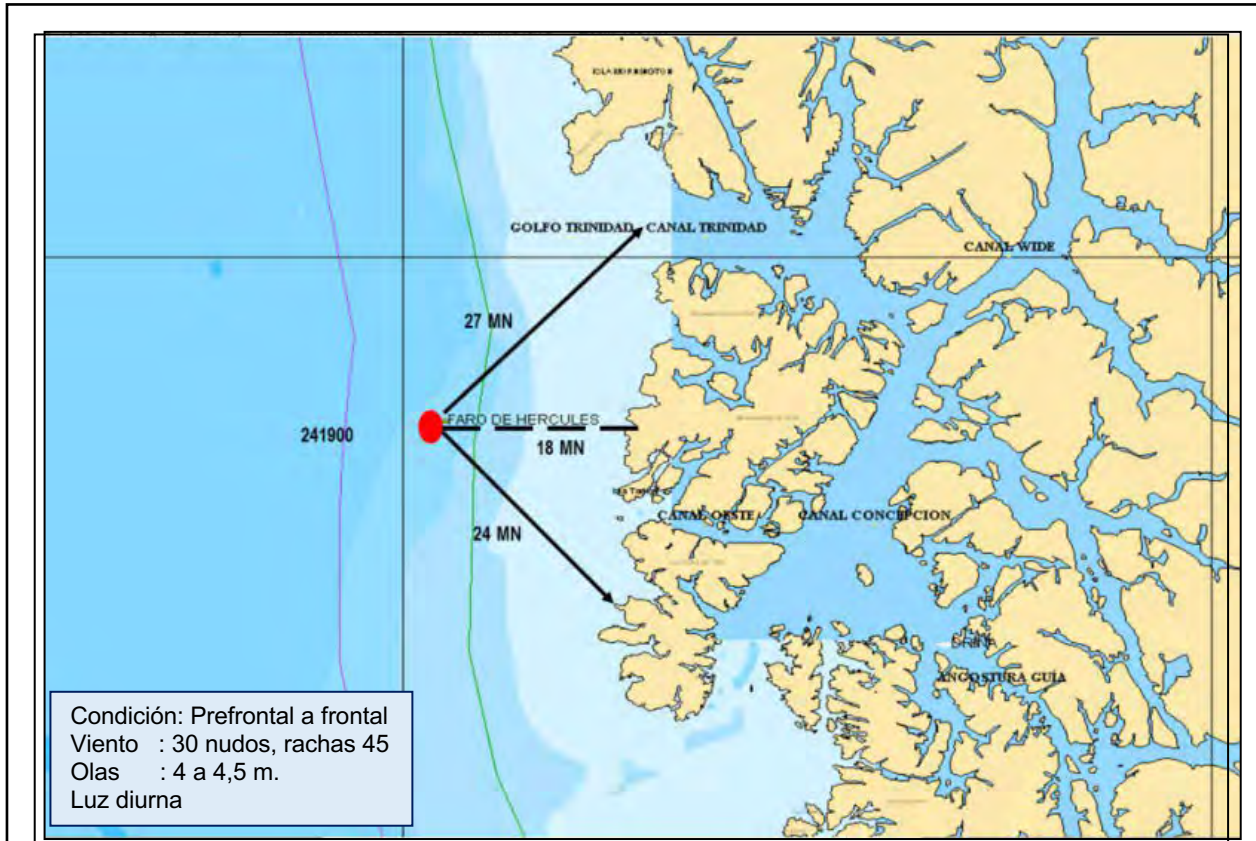 GOLFO TRINIDAD
CANAL TRINIDAD
CANAL WIDE
27 MN
FARO DE HERCULES
241900
18 MN
CANAL OESTE
CANAL CONCEPCION
24 MN
ANGOSTURA GUÍA
Condición: Prefrontal a frontal
Viento : 30 nudos, rachas 45
Olas : 4 a 4,5 m.
Luz diurna